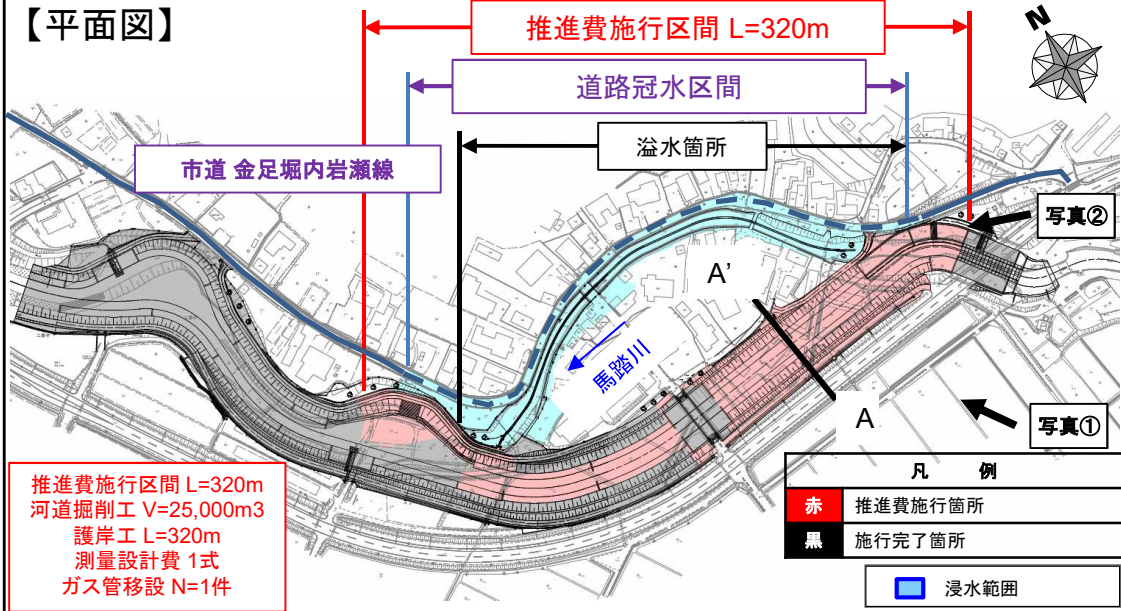 【平面図】
推進費施行区間 L=320m
N
道路冠水区間
溢水箇所
市道 金足堀内岩瀬線
写真②
A'
馬踏川
A
写真①
推進費施行区間 L=320m
河道掘削工 V=25,000m3
護岸工 L=320m
測量設計費 1式
ガス管移設 N=1件
凡 例
赤 推進費施行箇所
黒 施行完了箇所
浸水範囲